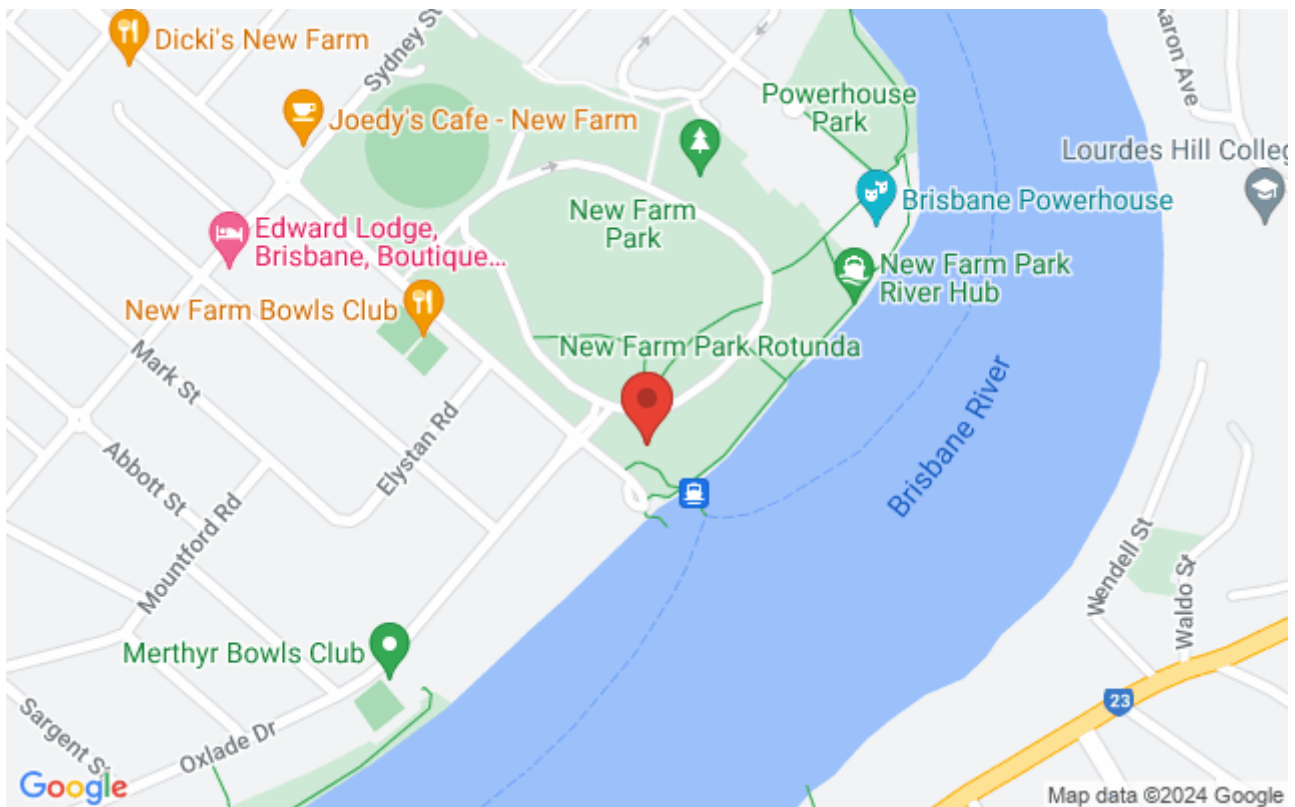 Dicki's New Farm
Sydney St
Joedy's Cafe - New Farm
Powerhouse
Park
Aaron Ave
Lourdes Hill Colleg
Edward Lodge,
Brisbane, Boutique...
New Farm
Park
Brisbane Powerhouse
New Farm Park
River Hub
New Farm Bowls Club
New Farm Park Rotunda
Mark St
Abbott St
Elystan Rd
Mountford Rd
Brisbane River
Wendell St
Waldo St
Merthyr Bowls Club
23
Sargent St
Oxlade Dr
Google
Map data ©2024 Google